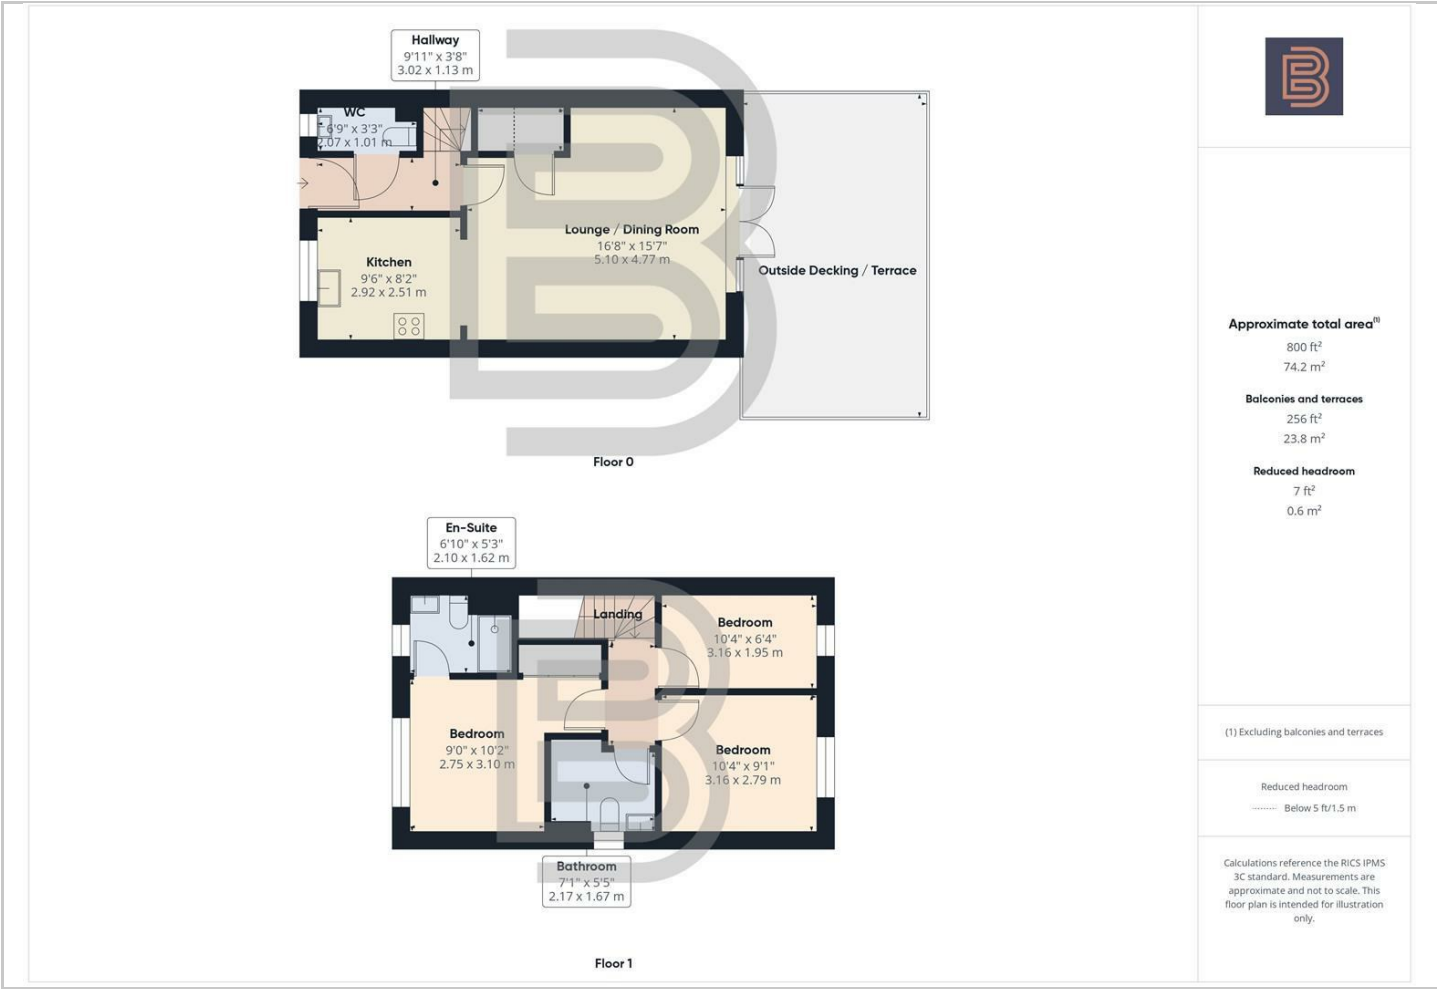 Hallway
9'11" x 3'8"
3.02 x 1.13 m
WC
6'9" x 3'3"
2.07 x 1.01 m
Lounge / Dining Room
16'8" x 15'7"
5.10 x 4.77 m
Kitchen
9'6" x 8'2"
2.92 x 2.51 m
Outside Decking / Terrace
Floor 0
En-Suite
6'10" x 5'3"
2.10 x 1.62 m
Landing
Bedroom
10'4" x 6'4"
3.16 x 1.95 m
Bedroom
9'0" x 10'2"
2.75 x 3.10 m
Bedroom
10'4" x 9'1"
3.16 x 2.79 m
Bathroom
7'1" x 5'5"
2.17 x 1.67 m
Floor 1
B
Approximate total area⁽¹⁾
800 ft²
74.2 m²
Balconies and terraces
256 ft²
23.8 m²
Reduced headroom
7 ft²
0.6 m²
(1) Excluding balconies and terraces
Reduced headroom
Below 5 ft/1.5 m
Calculations reference the RICS IPMS
3C standard. Measurements are
approximate and not to scale. This
floor plan is intended for illustration
only.